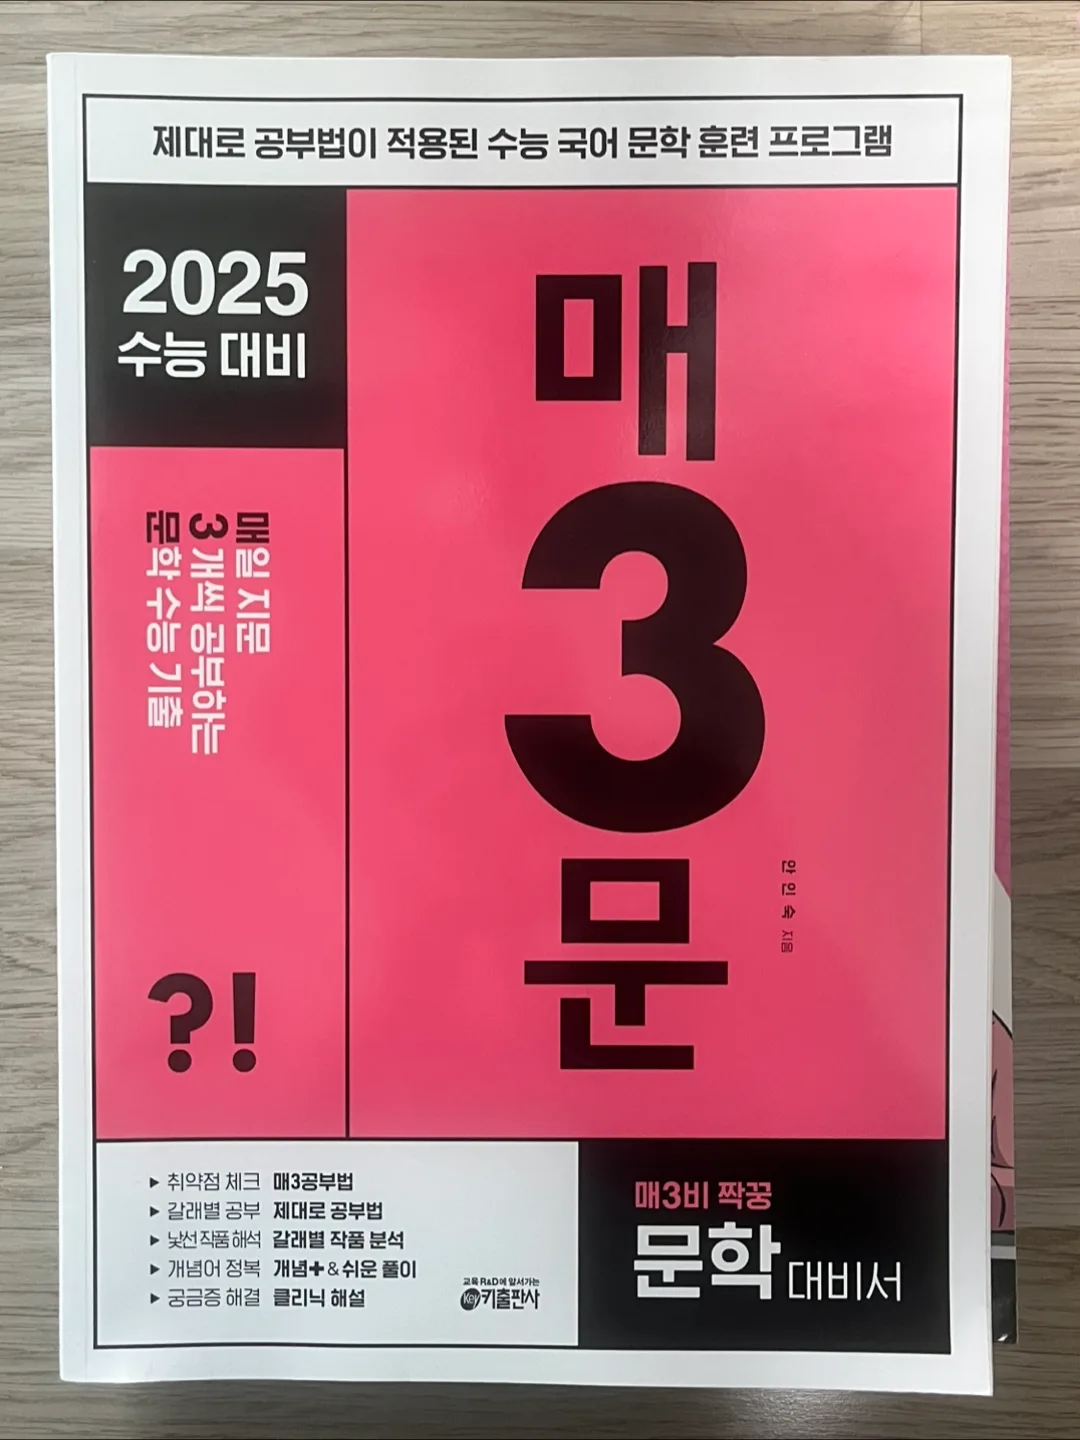 제대로 공부법이 적용된 수능 국어 문학 훈련 프로그램
2025
수능 대비
매3문
매일 지문
3개씩 공부하는
문학 수능 기출
?!
안인숙 지음
▶ 취약점 체크 매3공부법
▶ 갈래별 공부 제대로 공부법
▶ 낯선 작품 해석 갈래별 작품 분석
▶ 개념어 정복 개념+&쉬운 풀이
▶ 궁금증 해결 클리닉 해설
교육 R&D에 앞서가는
Key 키출판사
매3비 짝꿍
문학 대비서